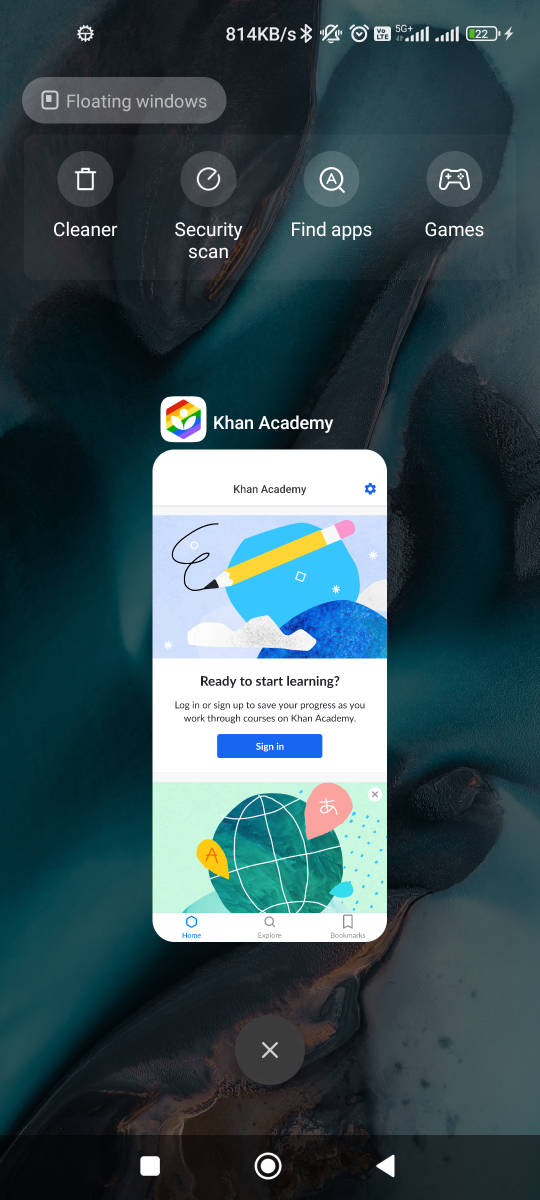 814KB/s Vo LTE 5G+ 22
Floating windows
Cleaner
Security
scan
Find apps
Games
Khan Academy
Khan Academy
Ready to start learning?
Log in or sign up to save your progress as you
work through courses on Khan Academy.
Sign in
あ
A
Home
Explore
Bookmarks